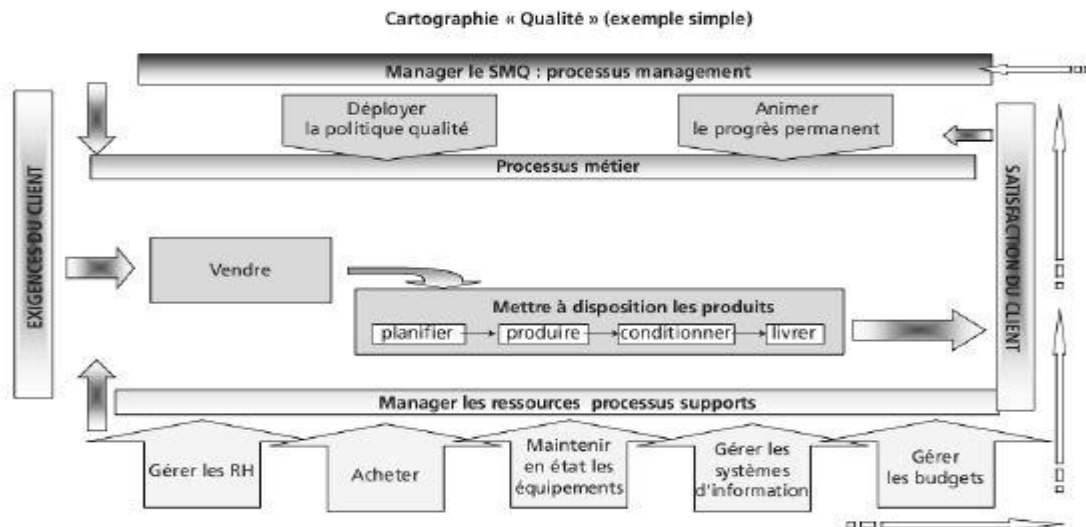 Cartographie « Qualité » (exemple simple)
Manager le SMQ : processus management
Déployer
la politique qualité
Animer
le progrès permanent
Processus métier
EXIGENCES DU CLIENT
SATISFACTION DU CLIENT
Vendre
Mettre à disposition les produits
planifier
produire
conditionner
livrer
Manager les ressources processus supports
Gérer les RH
Acheter
Maintenir
en état les
équipements
Gérer les
systèmes
d'information
Gérer
les budgets